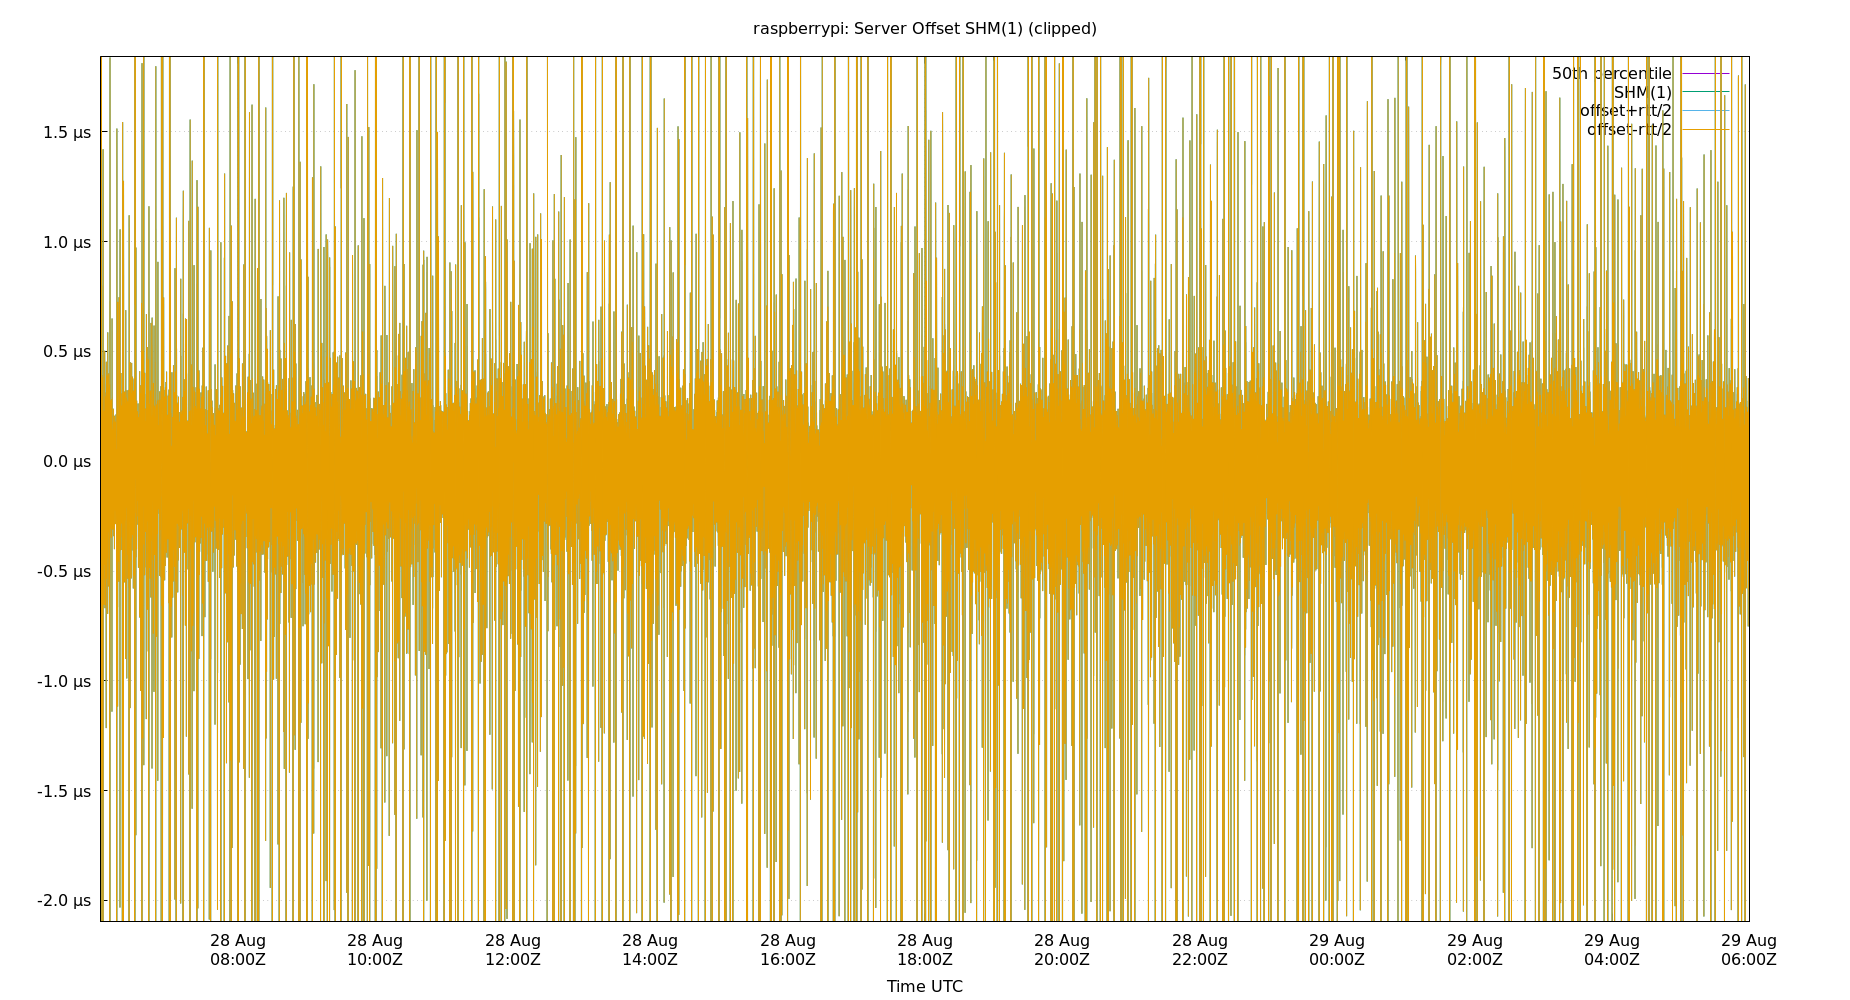 raspberrypi: Server Offset SHM(1) (clipped)
50th percentile
SHM(1)
offset+rtt/2
offset-rtt/2
1.5 µs
1.0 µs
0.5 µs
0.0 µs
-0.5 µs
-1.0 µs
-1.5 µs
-2.0 µs
28 Aug 28 Aug 28 Aug 28 Aug 28 Aug 28 Aug 28 Aug 28 Aug 29 Aug 29 Aug 29 Aug 29 Aug
08:00Z 10:00Z 12:00Z 14:00Z 16:00Z 18:00Z 20:00Z 22:00Z 00:00Z 02:00Z 04:00Z 06:00Z
Time UTC